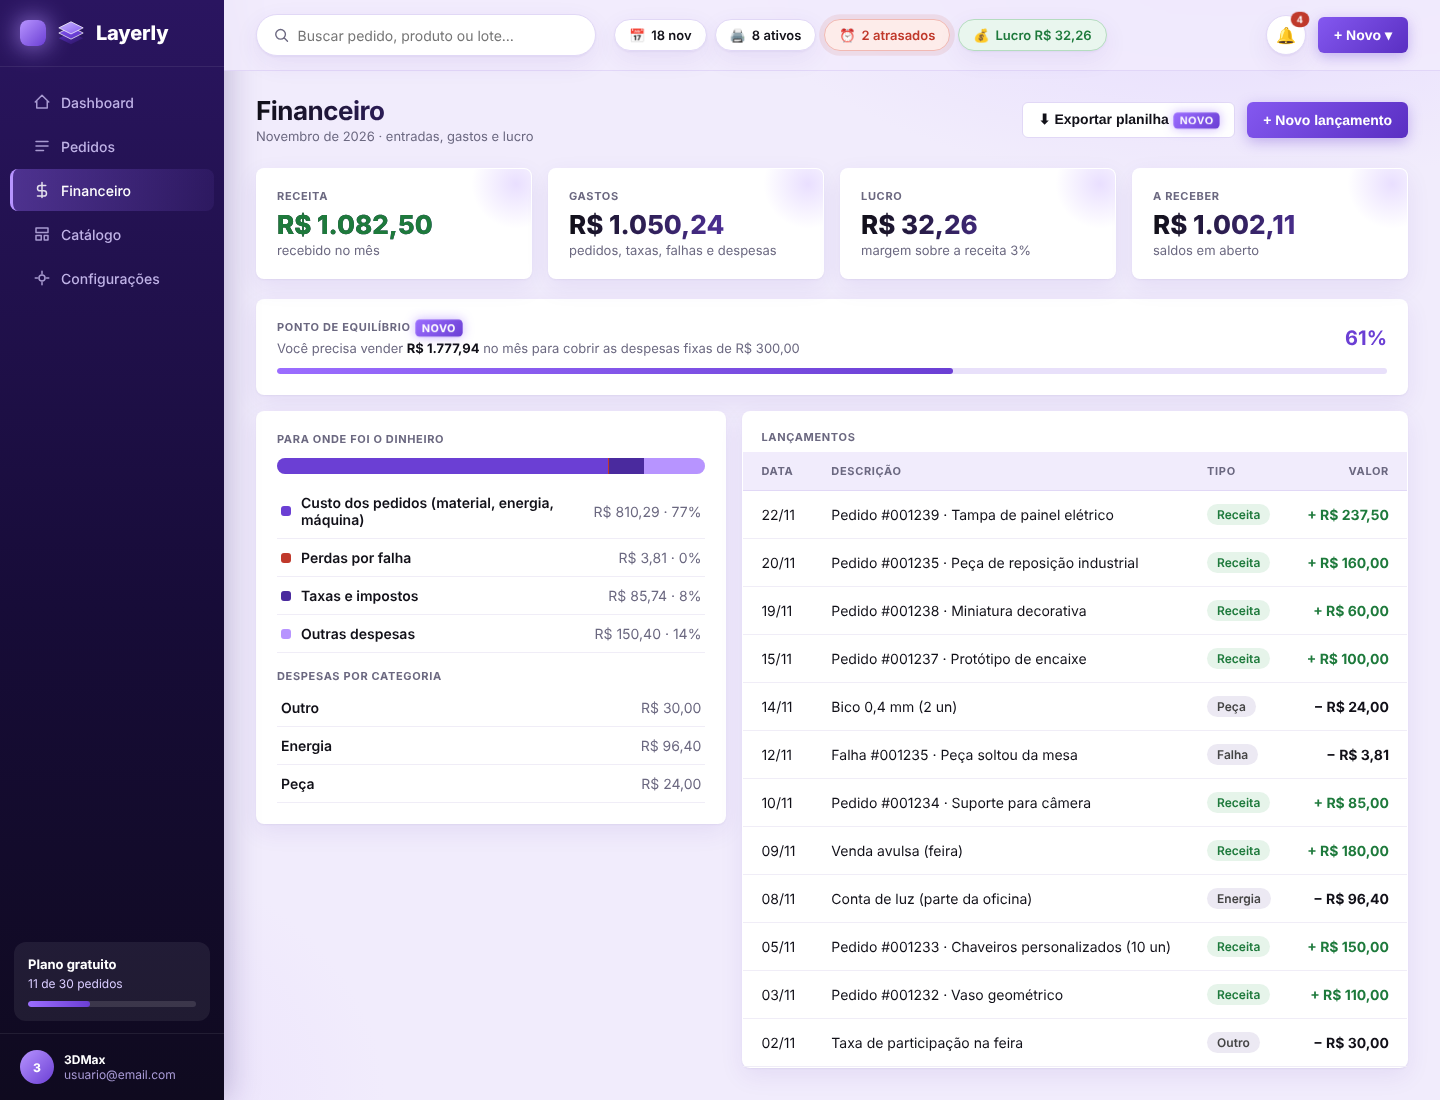 Layerly
Dashboard
Pedidos
Financeiro
Catálogo
Configurações
Plano gratuito
11 de 30 pedidos
3
3DMax
usuario@email.com
Buscar pedido, produto ou lote...
18 nov
8 ativos
2 atrasados
Lucro R$ 32,26
4
+ Novo ▾
Financeiro
Novembro de 2026 · entradas, gastos e lucro
⬇ Exportar planilha NOVO
+ Novo lançamento
RECEITA
R$ 1.082,50
recebido no mês
GASTOS
R$ 1.050,24
pedidos, taxas, falhas e despesas
LUCRO
R$ 32,26
margem sobre a receita 3%
A RECEBER
R$ 1.002,11
saldos em aberto
PONTO DE EQUILÍBRIO NOVO
Você precisa vender R$ 1.777,94 no mês para cobrir as despesas fixas de R$ 300,00
61%
PARA ONDE FOI O DINHEIRO
Custo dos pedidos (material, energia,
máquina)
R$ 810,29 · 77%
Perdas por falha R$ 3,81 · 0%
Taxas e impostos R$ 85,74 · 8%
Outras despesas R$ 150,40 · 14%
DESPESAS POR CATEGORIA
Outro R$ 30,00
Energia R$ 96,40
Peça R$ 24,00
LANÇAMENTOS
DATA DESCRIÇÃO TIPO VALOR
22/11 Pedido #001239 · Tampa de painel elétrico Receita + R$ 237,50
20/11 Pedido #001235 · Peça de reposição industrial Receita + R$ 160,00
19/11 Pedido #001238 · Miniatura decorativa Receita + R$ 60,00
15/11 Pedido #001237 · Protótipo de encaixe Receita + R$ 100,00
14/11 Bico 0,4 mm (2 un) Peça − R$ 24,00
12/11 Falha #001235 · Peça soltou da mesa Falha − R$ 3,81
10/11 Pedido #001234 · Suporte para câmera Receita + R$ 85,00
09/11 Venda avulsa (feira) Receita + R$ 180,00
08/11 Conta de luz (parte da oficina) Energia − R$ 96,40
05/11 Pedido #001233 · Chaveiros personalizados (10 un) Receita + R$ 150,00
03/11 Pedido #001232 · Vaso geométrico Receita + R$ 110,00
02/11 Taxa de participação na feira Outro − R$ 30,00